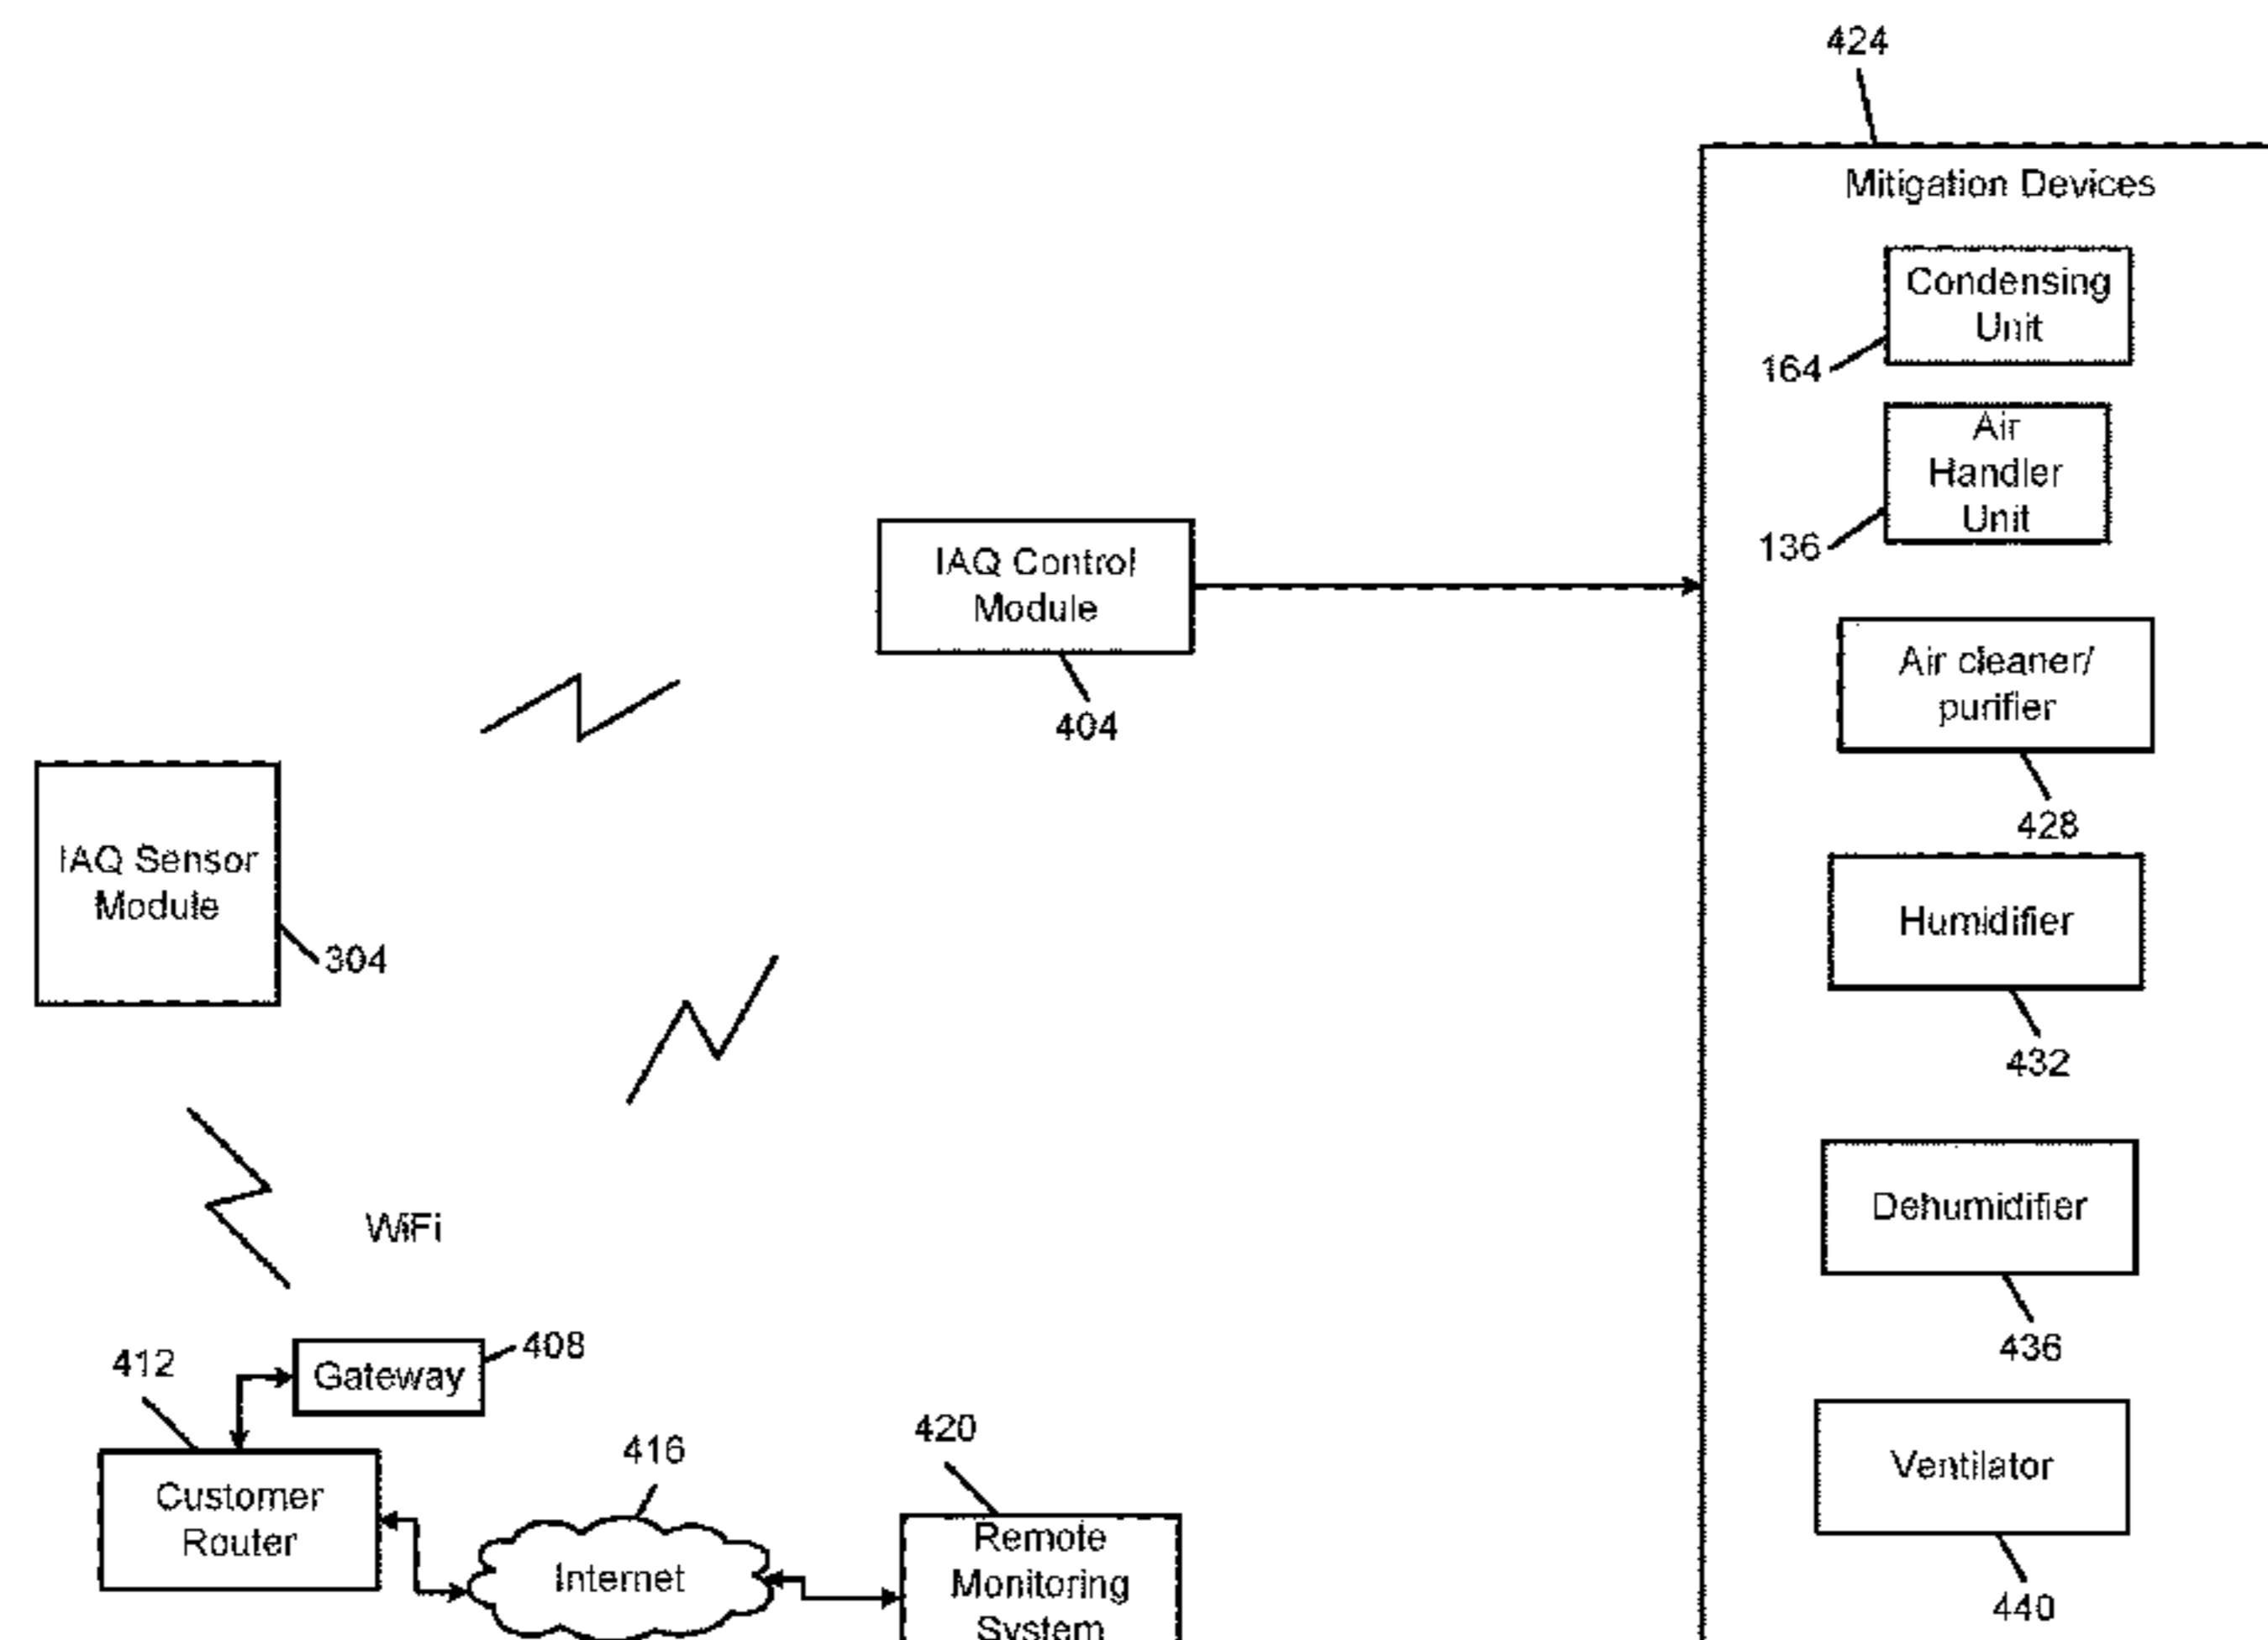 424
Mitigation Devices
Condensing
Unit
164
Air
Handler
Unit
136
IAQ Control
Module
404
Air cleaner/
purifier
428
IAQ Sensor
Module
304
Humidifier
432
WiFi
Dehumidifier
436
412
Gateway
408
Customer
Router
416
Internet
420
Remote
Monitoring
System
Ventilator
440